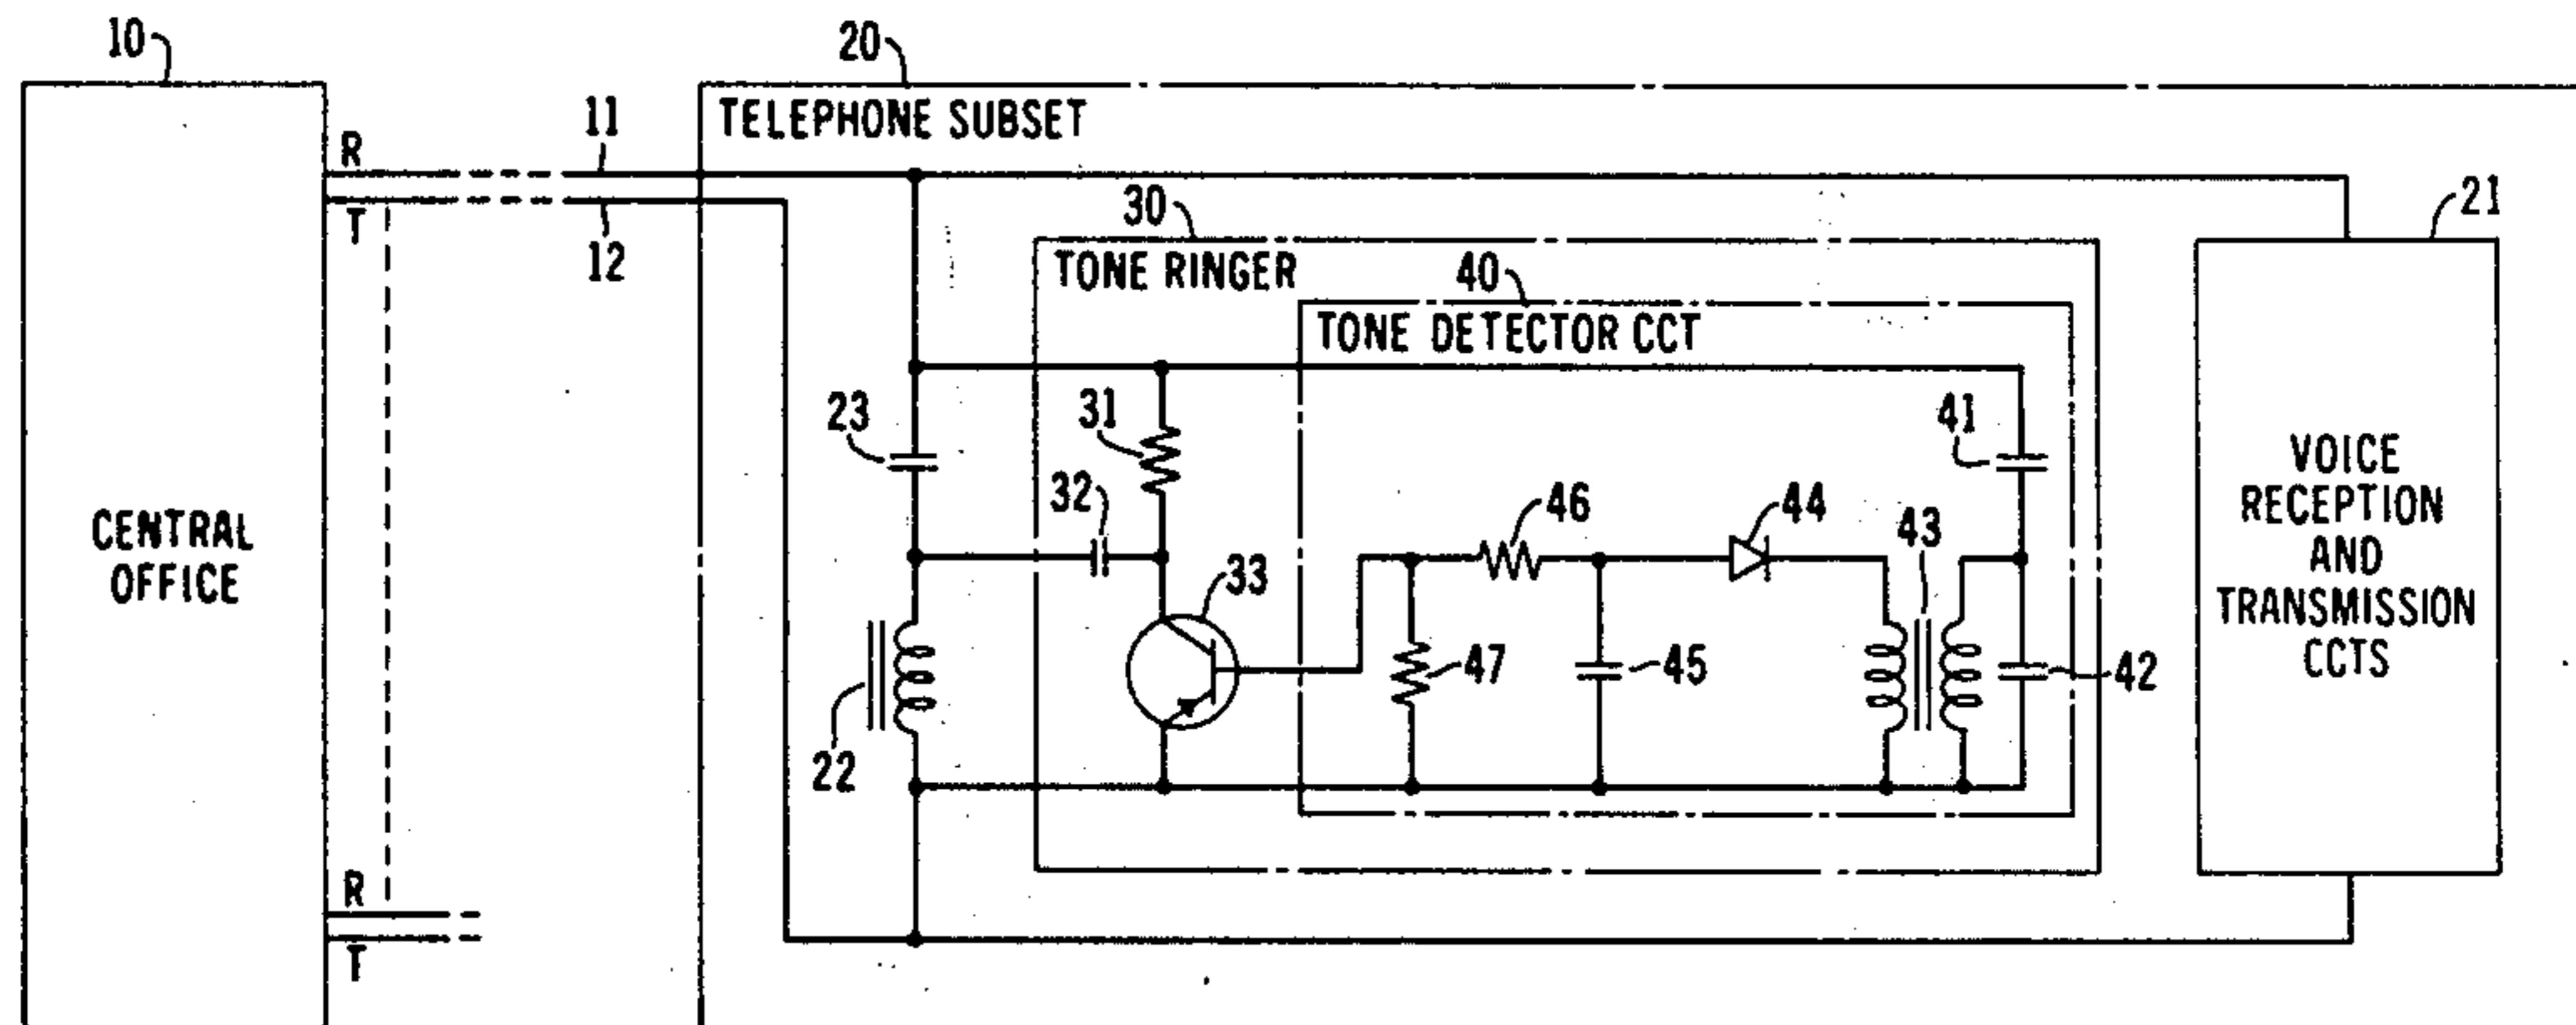 10
20
TELEPHONE SUBSET
R
11
T
12
30
TONE RINGER
40
TONE DETECTOR CCT
21
23
31
32
33
46
44
43
41
47
45
42
22
CENTRAL
OFFICE
VOICE
RECEPTION
AND
TRANSMISSION
CCTS
R
T